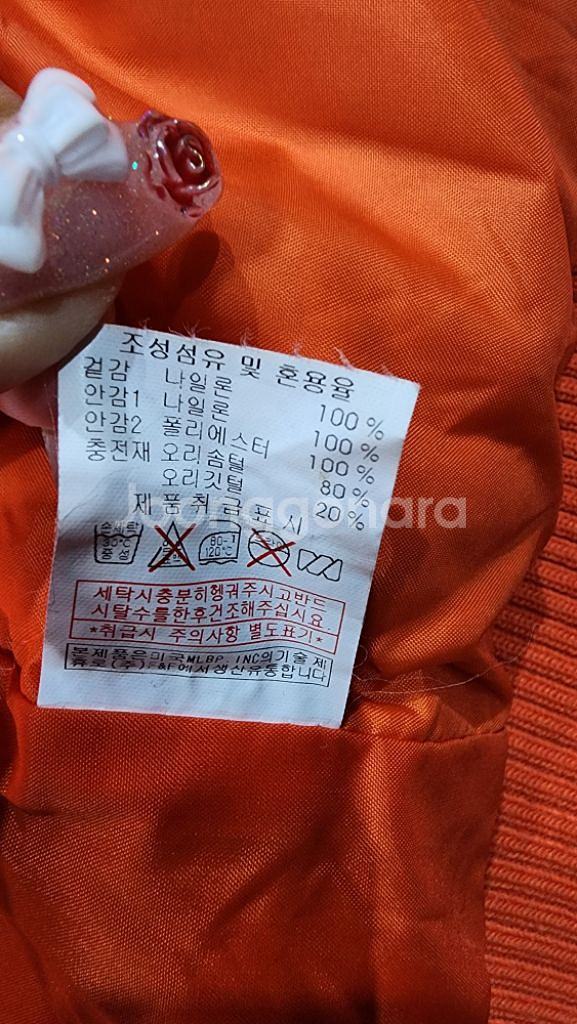 조성섬유 및 혼용율
겉감 나일론 100 %
안감1 나일론 100 %
안감2 폴리에스터 100 %
충전재 오리솜털 80 %
오리깃털 20 %
제품취급표시
손세탁
30℃
중성
80-120℃
세탁시충분히헹궈주시고반드
시탈수를한후건조해주십시요.
*취급시 주의사항 별도표기*
본제품은미국MLBP, INC의기술제
휴로(주)F&F에서생산유통합니다
bungagonara